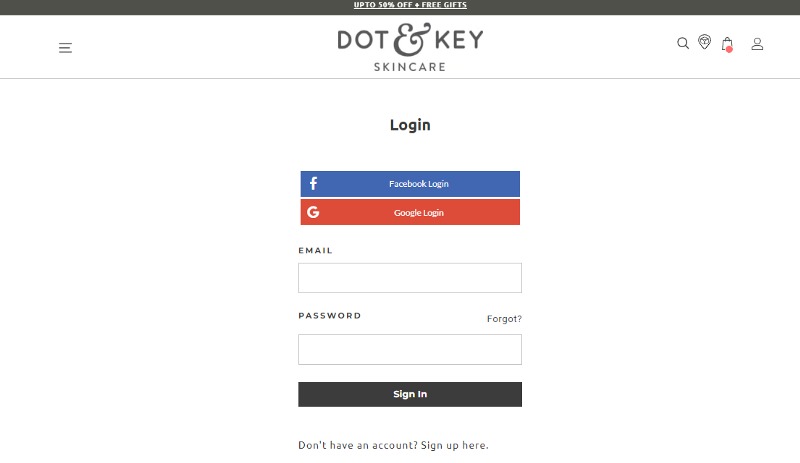 UPTO 50% OFF + FREE GIFTS
DOT & KEY
SKINCARE
Login
Facebook Login
Google Login
EMAIL
PASSWORD
Forgot?
Sign In
Don't have an account? Sign up here.